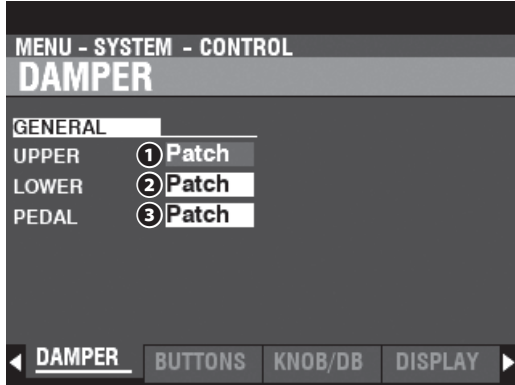 MENU - SYSTEM - CONTROL
DAMPER
GENERAL
UPPER 1 Patch
LOWER 2 Patch
PEDAL 3 Patch
DAMPER BUTTONS KNOB/DB DISPLAY